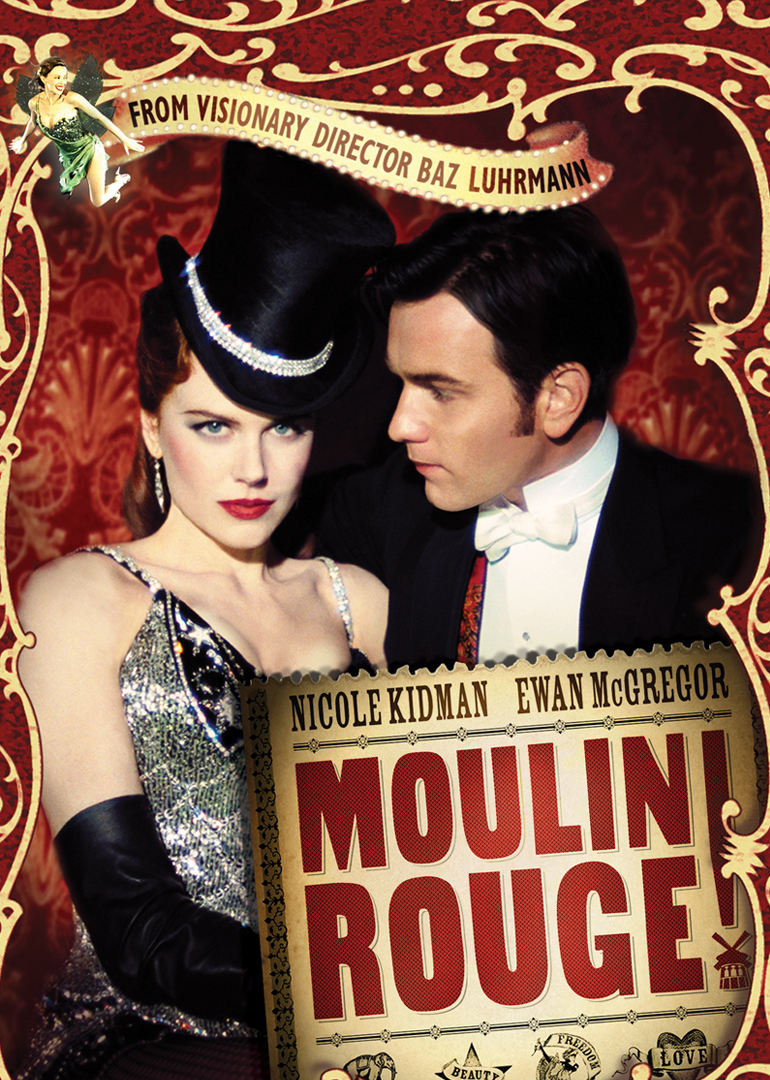 FROM VISIONARY DIRECTOR BAZ LUHRMANN
NICOLE KIDMAN EWAN McGREGOR
MOULIN
ROUGE!
BEAUTY FREEDOM LOVE